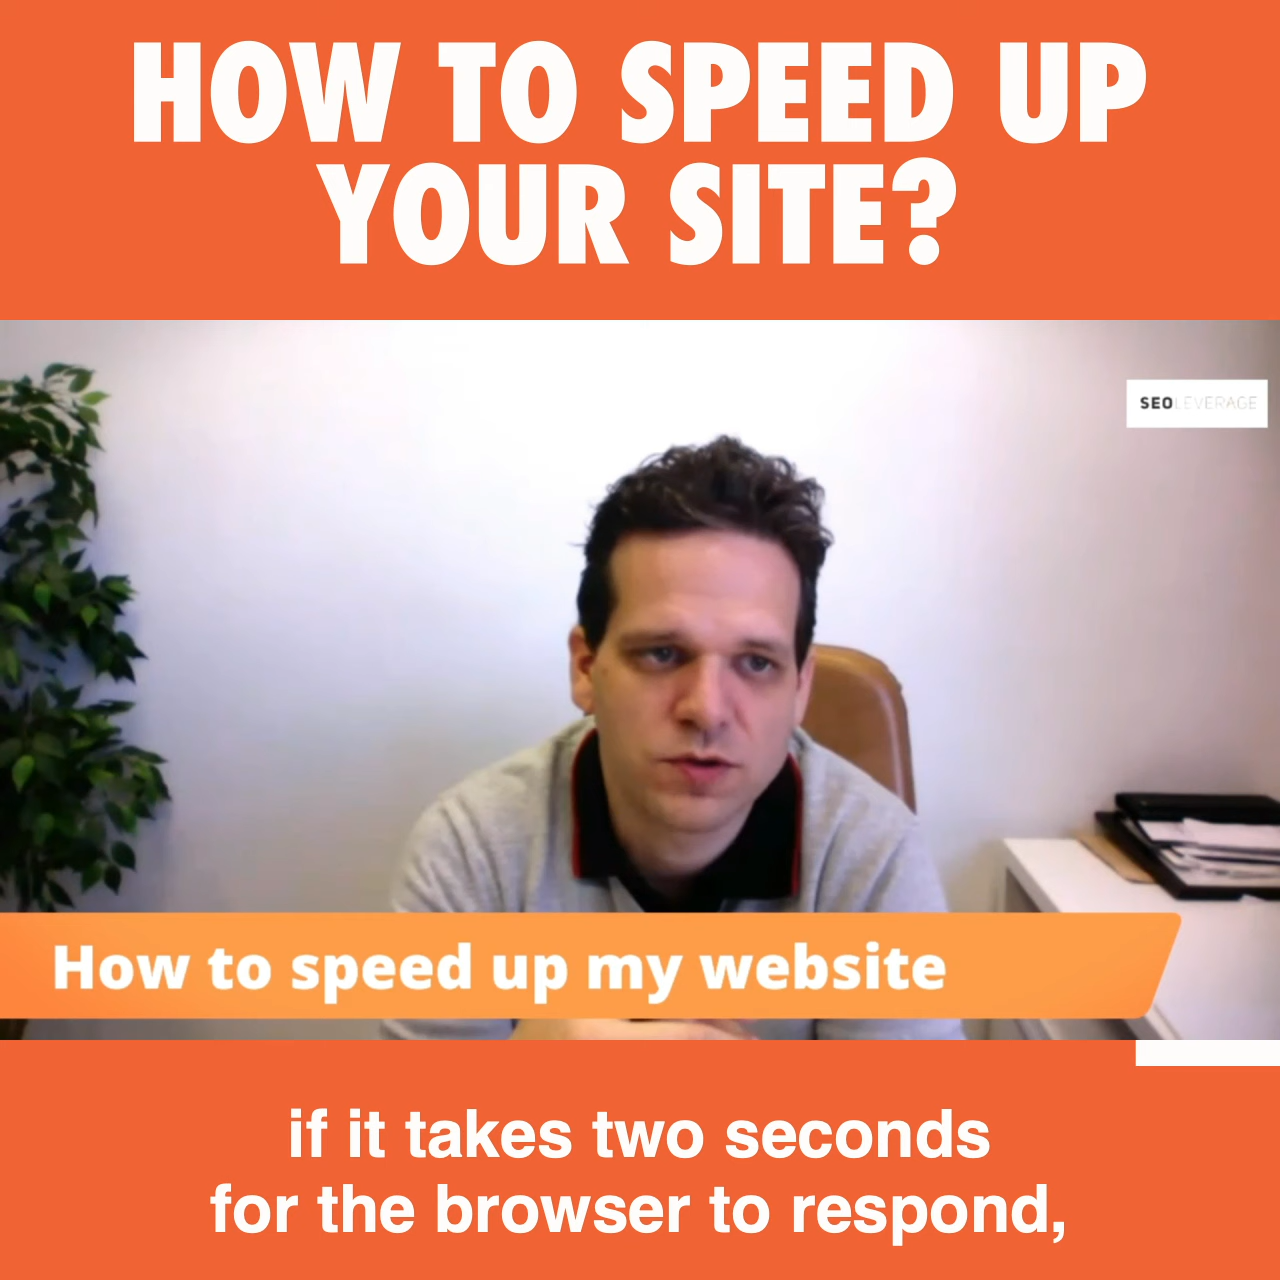 HOW TO SPEED UP
YOUR SITE?
SEOLEVERAGE
How to speed up my website
if it takes two seconds
for the browser to respond,